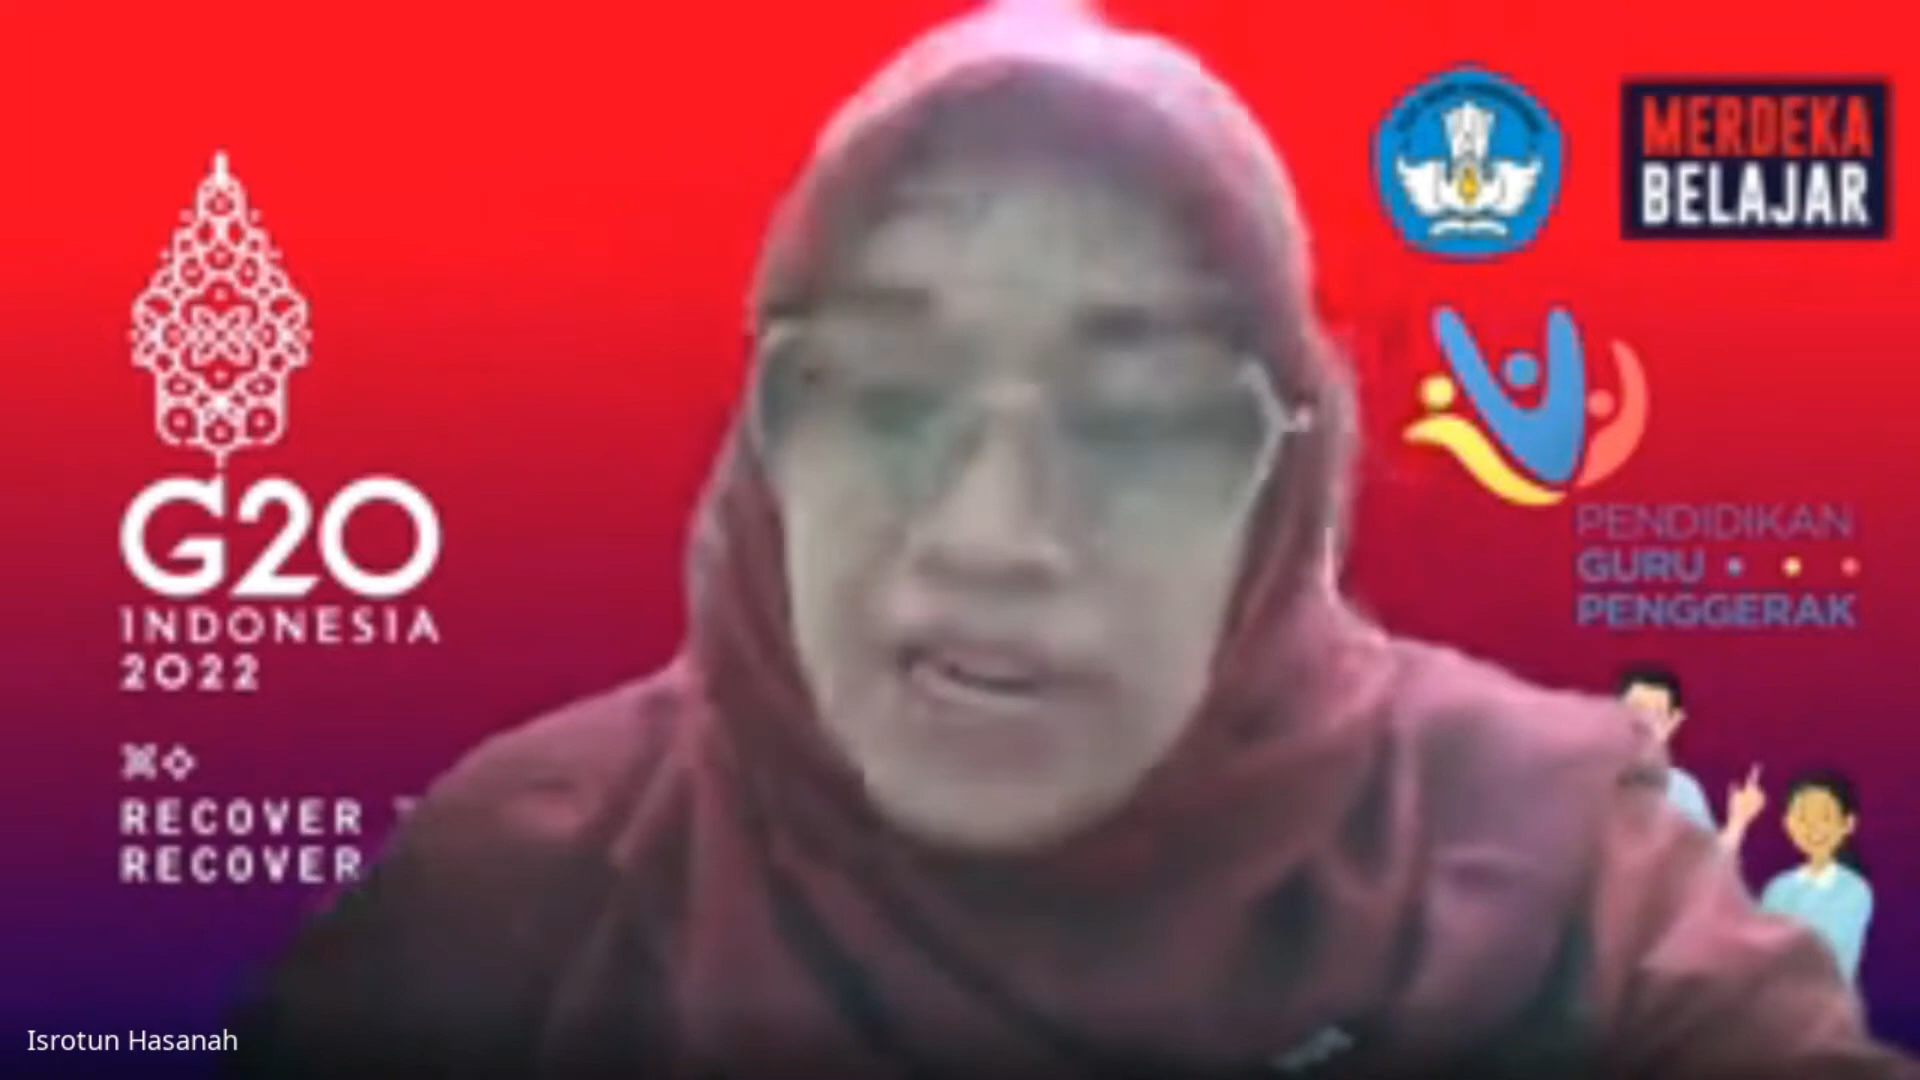 MERDEKA
BELAJAR
G20
INDONESIA
2022
RECOVER
RECOVER
PENDIDIKAN
GURU
PENGGERAK
Isrotun Hasanah